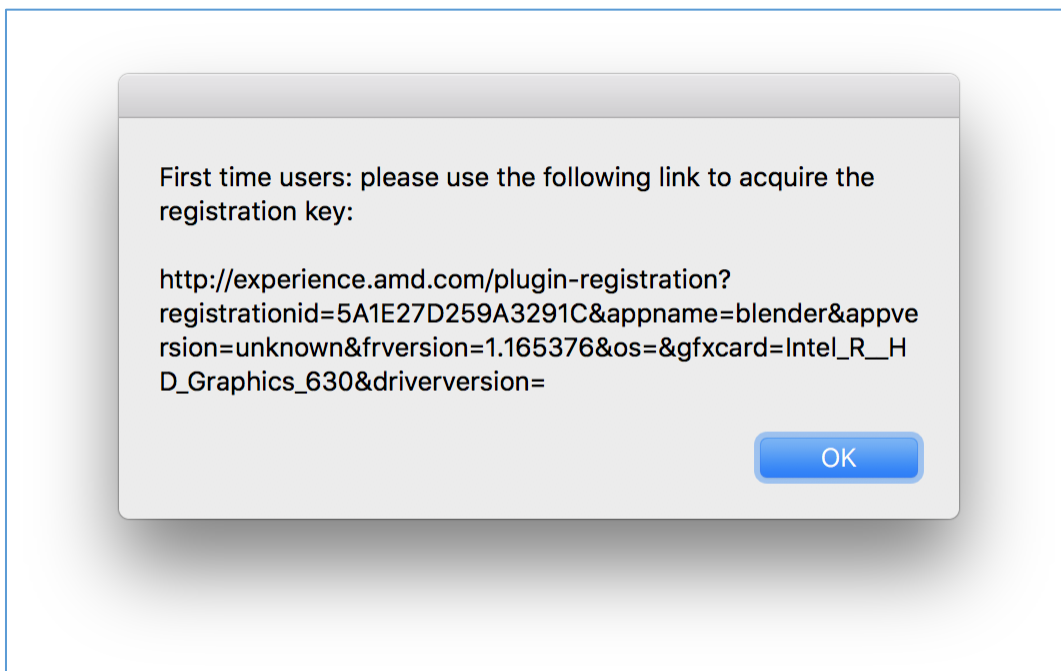 First time users: please use the following link to acquire the
registration key:
http://experience.amd.com/plugin-registration?
registrationid=5A1E27D259A3291C&appname=blender&appve
rsion=unknown&frversion=1.165376&os=&gfxcard=Intel_R__H
D_Graphics_630&driverversion=
OK